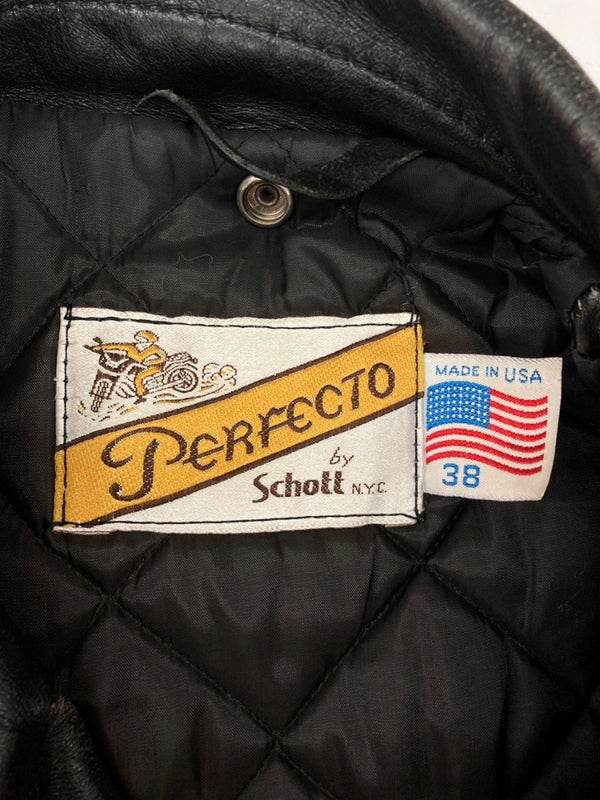 PERFECTO
by
Schott N.Y.C.
MADE IN USA
38